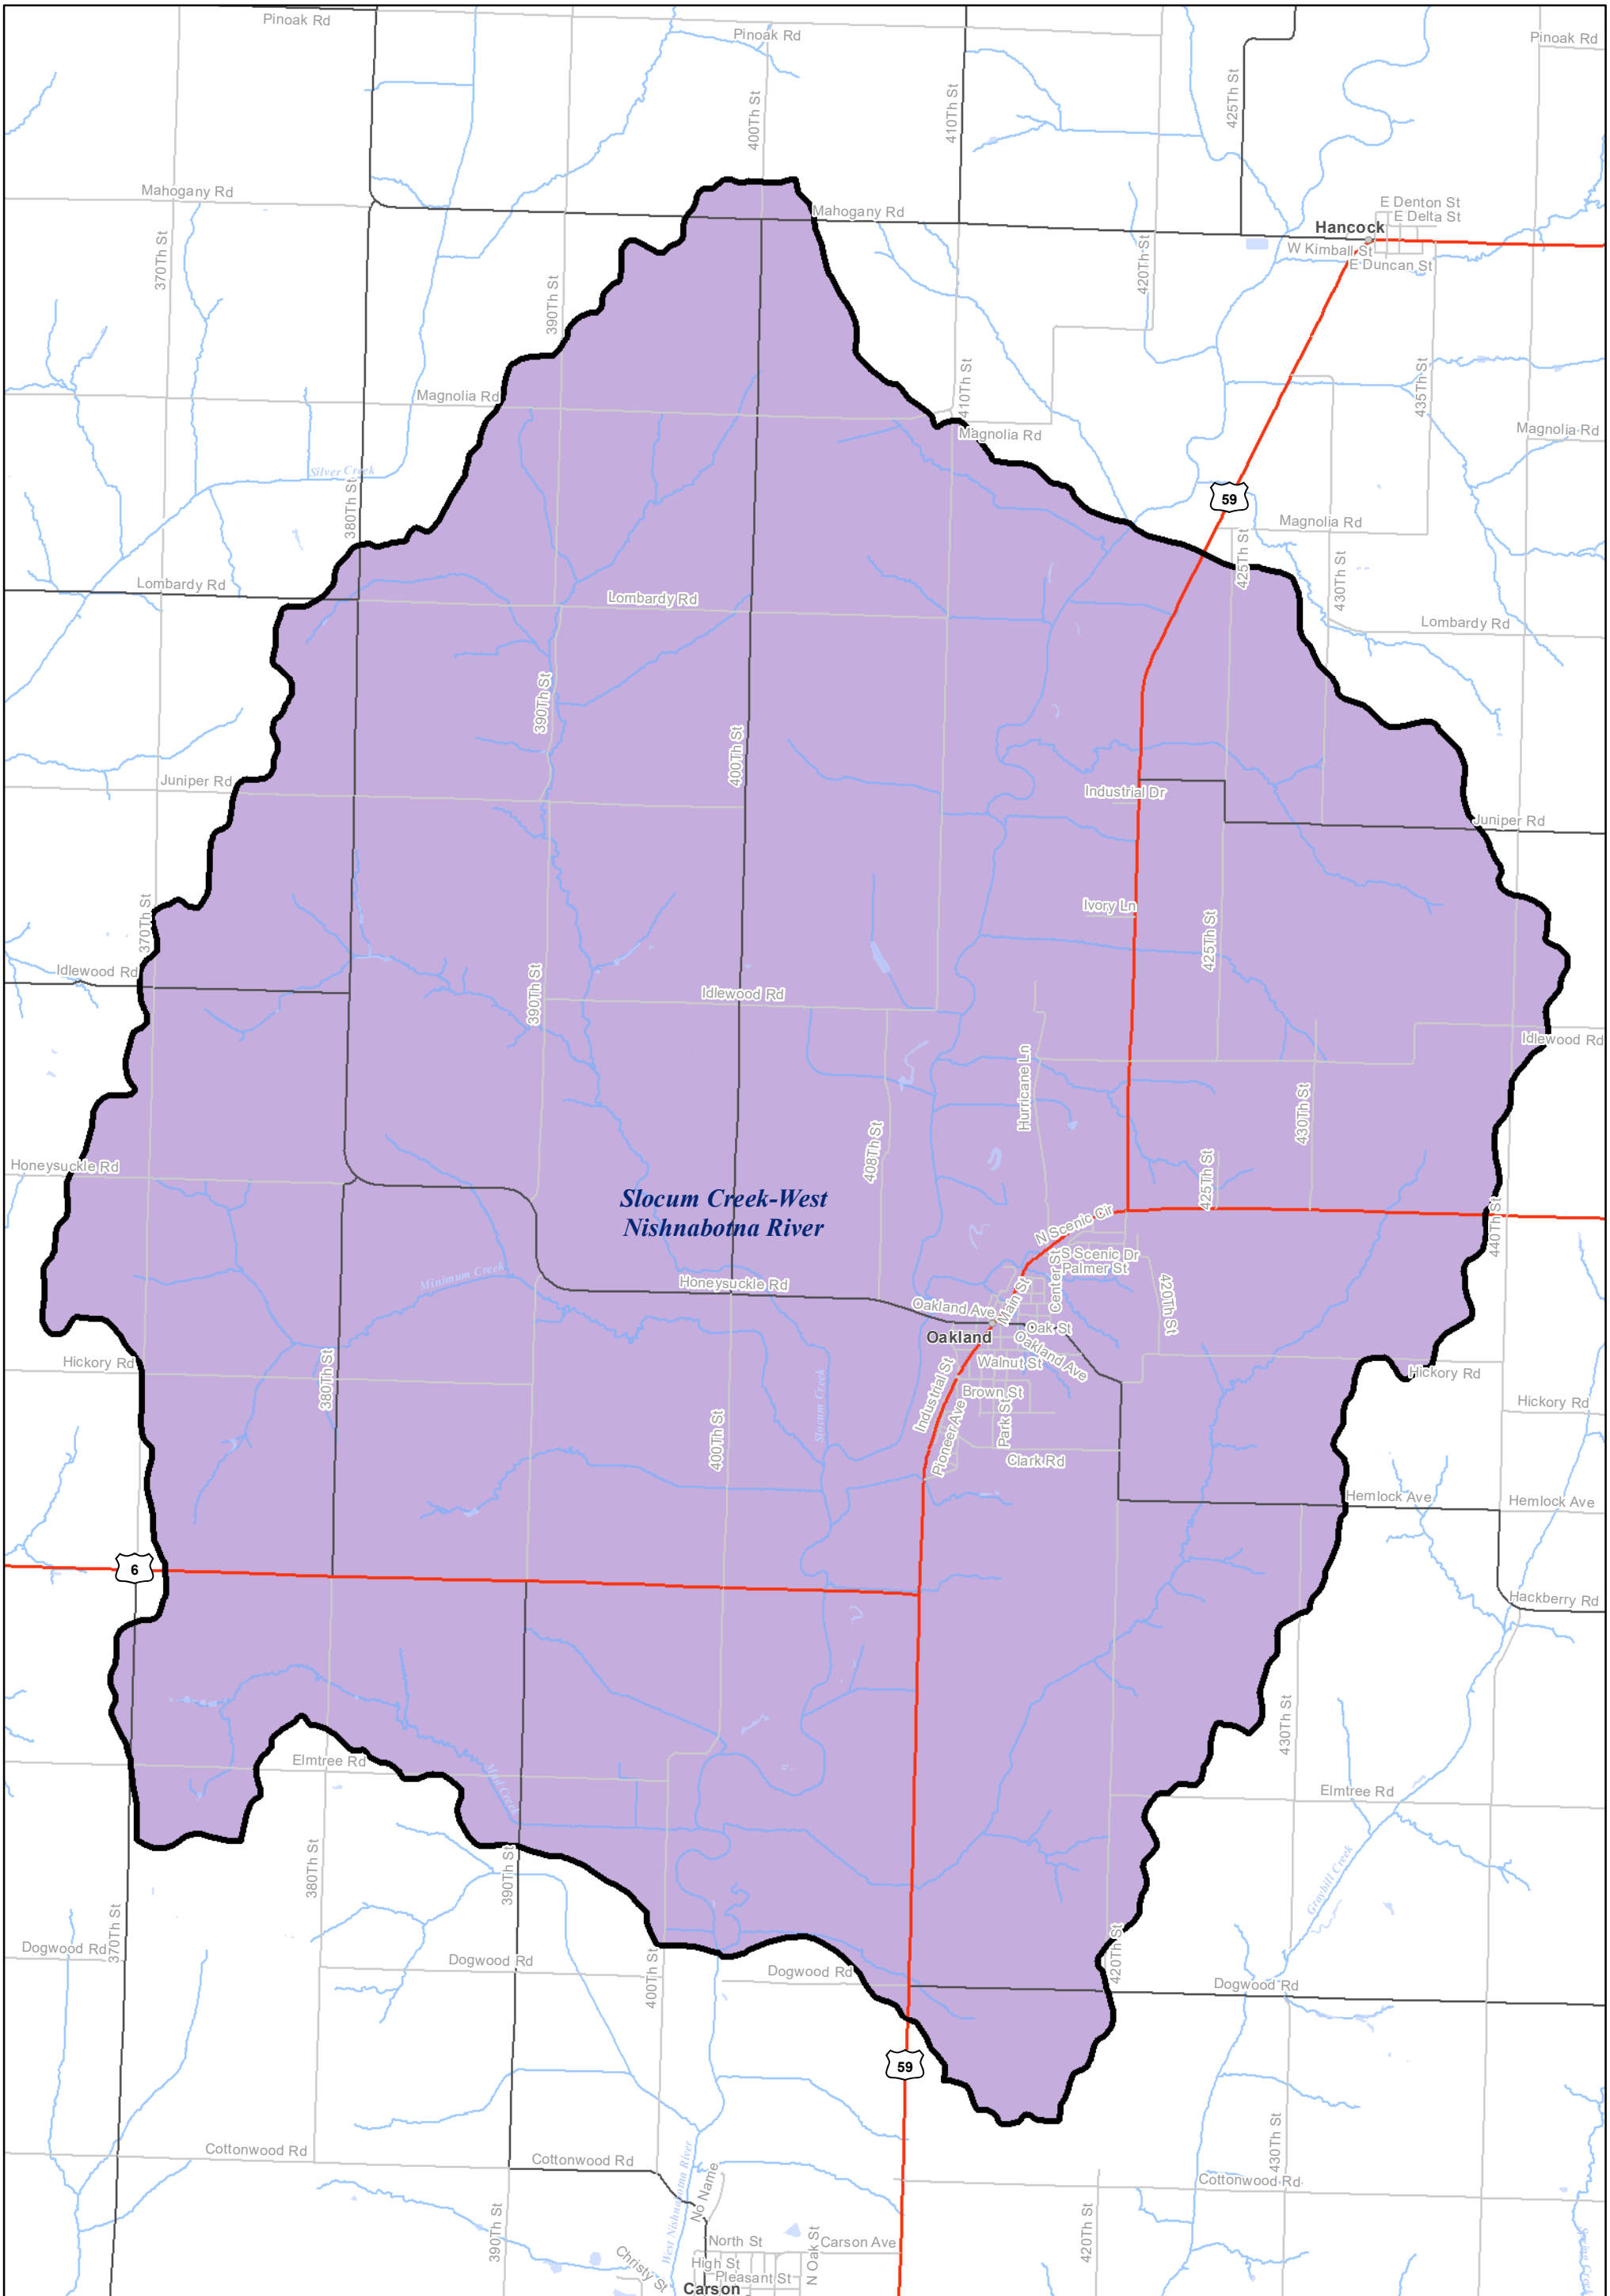 Pinoak Rd
Pinoak Rd
Pinoak Rd
400Th St
410Th St
425Th St
Mahogany Rd
Mahogany Rd
E Denton St
E Delta St
Hancock
W Kimball St
E Duncan St
370Th St
390Th St
420Th St
Magnolia Rd
410Th St
435Th St
Magnolia Rd
Magnolia Rd
Silver Creek
380Th St
59
Magnolia Rd
425Th St
430Th St
Lombardy Rd
Lombardy Rd
Lombardy Rd
390Th St
400Th St
Juniper Rd
Industrial Dr
Juniper Rd
370Th St
Ivory Ln
425Th St
Idlewood Rd
390Th St
Idlewood Rd
Idlewood Rd
Hurricane Ln
430Th St
408Th St
Honeysuckle Rd
425Th St
Slocum Creek-West
Nishnabotna River
440Th St
N Scenic Cir
S Scenic Dr
Palmer St
Center St
Minimum Creek
Honeysuckle Rd
Main St
420Th St
Oakland Ave
Oak St
Oakland
Oakland Ave
Hickory Rd
Walnut St
Hickory Rd
380Th St
Industrial St
Brown St
Hickory Rd
Slocum Creek
400Th St
Park St
Pioneer Ave
Clark Rd
Hemlock Ave
Hemlock Ave
6
Hackberry Rd
430Th St
Elmtree Rd
Mud Creek
Elmtree Rd
380Th St
390Th St
Graybill Creek
370Th St
Dogwood Rd
Dogwood Rd
400Th St
Dogwood Rd
420Th St
Dogwood Rd
59
430Th St
Cottonwood Rd
Cottonwood Rd
Cottonwood Rd
West Nishnabotna River
No Name
390Th St
420Th St
North St
N Oak St
Carson Ave
Christy St
High St
Pleasant St
Carson